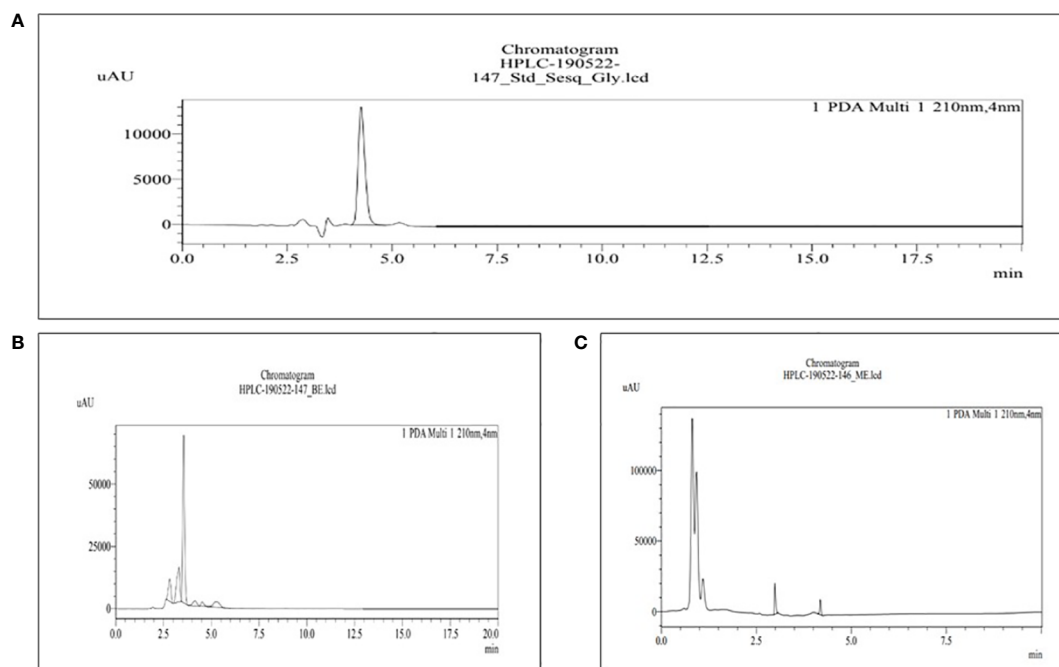 A
Chromatogram
HPLC-190522-
147_Std_Sesq_Gly.lcd
uAU
1 PDA Multi 1 210nm,4nm
10000
5000
0
0.0 2.5 5.0 7.5 10.0 12.5 15.0 17.5
min
B
Chromatogram
HPLC-190522-147_BE.lcd
uAU
1 PDA Multi 1 210nm,4nm
50000
25000
0
0.0 2.5 5.0 7.5 10.0 12.5 15.0 17.5 20.0
min
C
Chromatogram
HPLC-190522-146_ME.lcd
uAU
1 PDA Multi 1 210nm,4nm
100000
50000
0
0.0 2.5 5.0 7.5
min